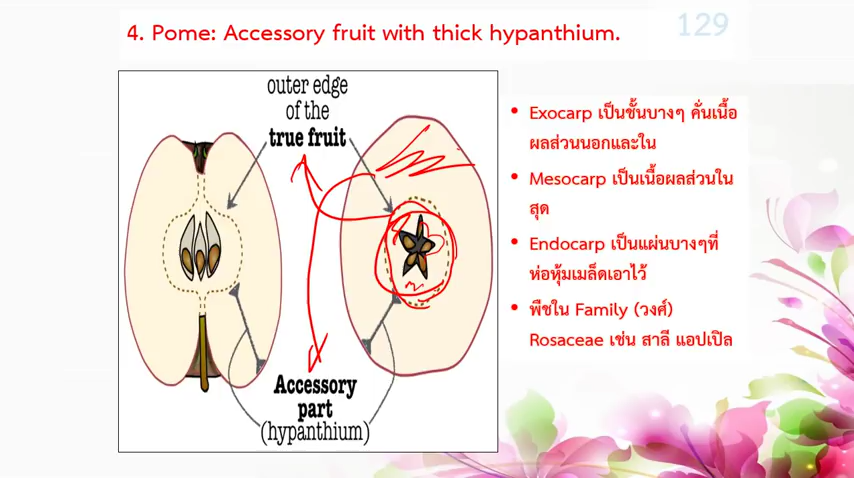 129
4. Pome: Accessory fruit with thick hypanthium.
outer edge
of the
true fruit
Accessory
part
(hypanthium)
• Exocarp เป็นชั้นบางๆ คั่นเนื้อ
ผลส่วนนอกและใน
• Mesocarp เป็นเนื้อผลส่วนใน
สุด
• Endocarp เป็นแผ่นบางๆที่
ห่อหุ้มเมล็ดเอาไว้
• พืชใน Family (วงศ์)
Rosaceae เช่น สาลี แอปเปิล